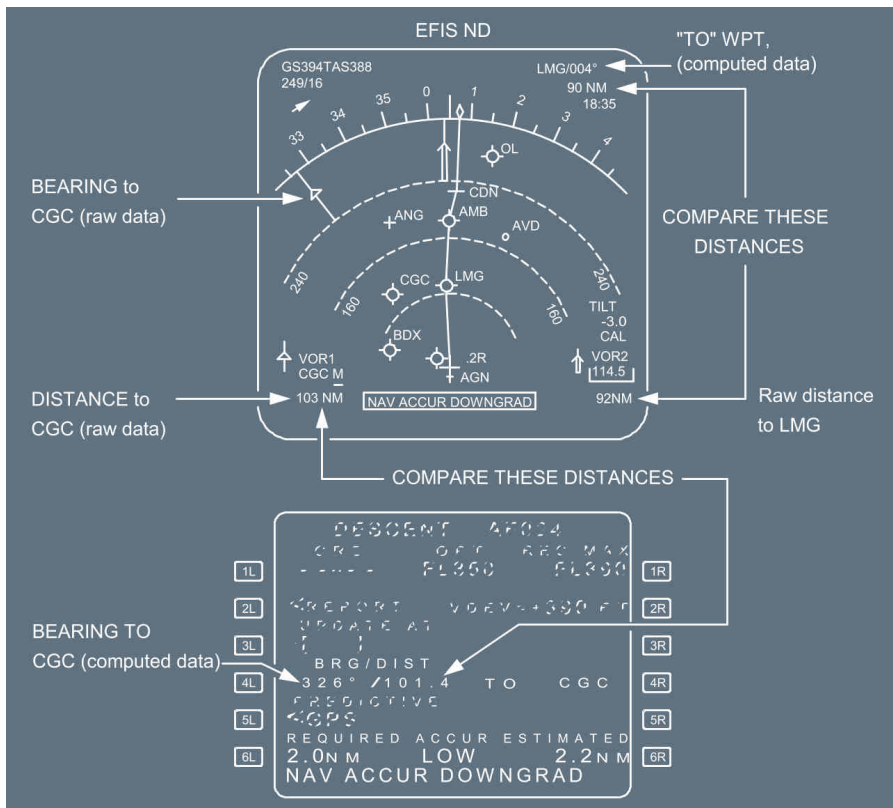 EFIS ND
"TO" WPT,
(computed data)
GS394TAS388
249/16
LMG/004°
90 NM
18:35
33
34
35
0
1
2
3
4
OL
BEARING to
CGC (raw data)
CDN
AMB
ANG
AVD
COMPARE THESE
DISTANCES
240
160
CGC
LMG
160
240
TILT
-3.0
CAL
BDX
.2R
AGN
VOR1
CGC M
103 NM
VOR2
114.5
92NM
NAV ACCUR DOWNGRAD
DISTANCE to
CGC (raw data)
Raw distance
to LMG
COMPARE THESE DISTANCES
DESCENT AF034
CRZ OPT REC MAX
1L
- - - - - FL350 FL390
1R
2L
<REPORT VDEV=+390 FT
2R
UPDATE AT
3L
[ ]
3R
BEARING TO
CGC (computed data)
BRG/DIST
4L
326° /101.4 TO CGC
4R
PREDICTIVE
5L
<GPS
5R
REQUIRED ACCUR ESTIMATED
6L
2.0NM LOW 2.2NM
6R
NAV ACCUR DOWNGRAD